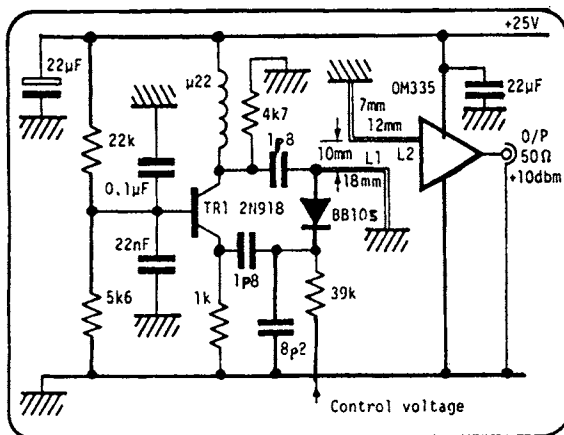 +25V
22µF
µ22
4k7
OM335
22µF
7mm
12mm
O/P
50Ω
+10dbm
22k
1p8
10mm
L1
L2
18mm
0.1µF
TR1 2N918
BB10s
22nF
1p8
39k
5k6
1k
8p2
Control voltage